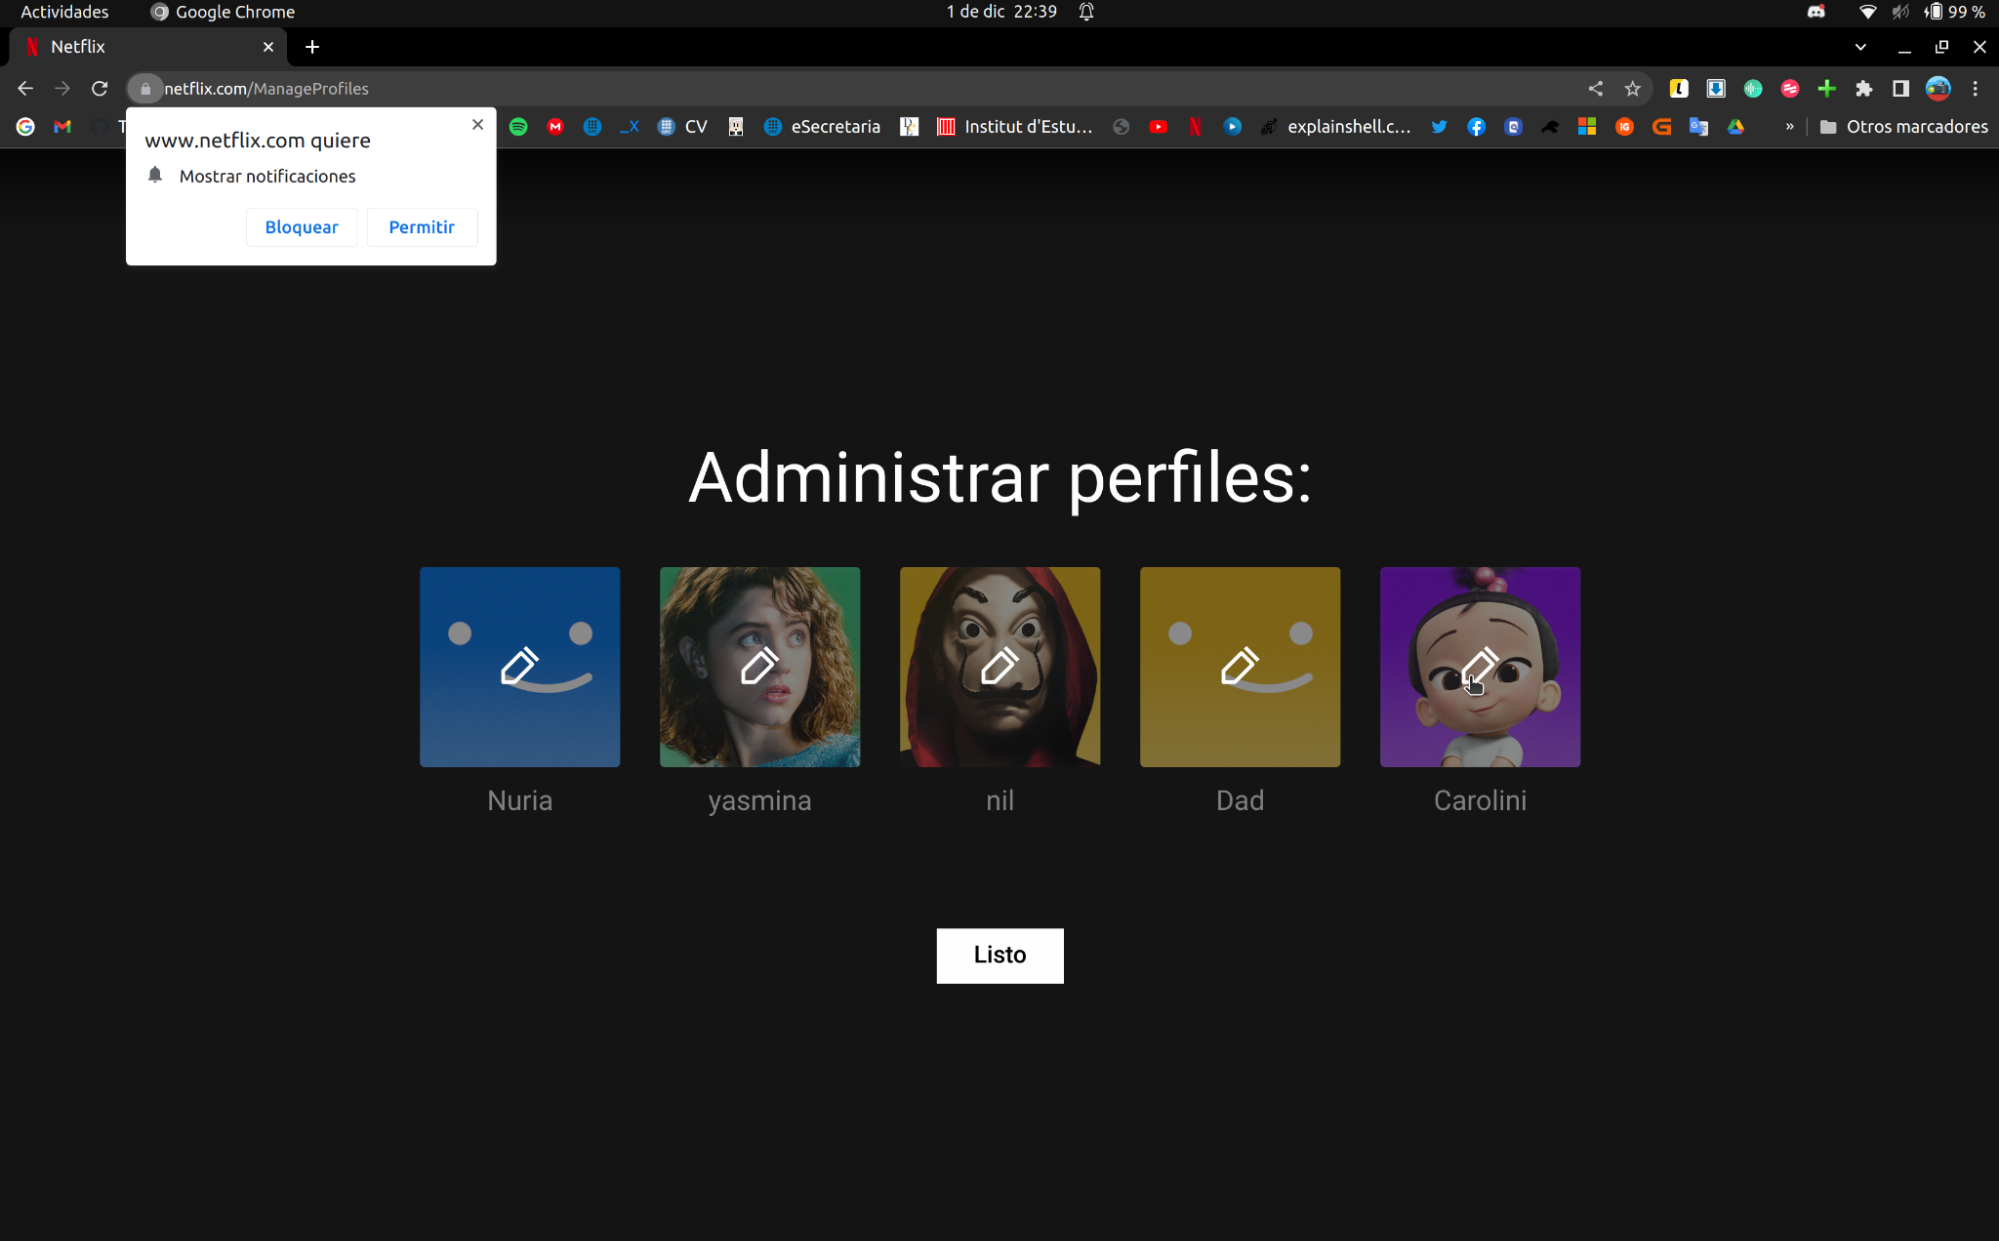 Actividades
Google Chrome
1 de dic 22:39
99 %
Netflix
netflix.com/ManageProfiles
CV
eSecretaria
Institut d'Estu...
explainshell.c...
»
Otros marcadores
www.netflix.com quiere
Mostrar notificaciones
Bloquear
Permitir
Administrar perfiles:
Nuria
yasmina
nil
Dad
Carolini
Listo